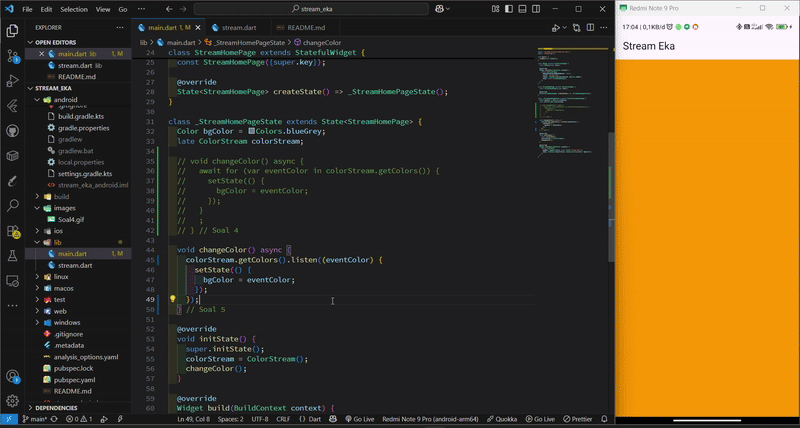 File Edit Selection View Go
stream_eka
EXPLORER
OPEN EDITORS
main.dart lib 1, M
stream.dart lib
README.md
STREAM_EKA
android
.gitignore
build.gradle.kts
gradle.properties
gradlew
gradlew.bat
local.properties
stream_eka_android.iml
build
images
Soal4.gif
ios
lib
main.dart 1, M
stream.dart
linux
macos
test
web
windows
.gitignore
.metadata
analysis_options.yaml
pubspec.lock
pubspec.yaml
README.md
DEPENDENCIES
main.dart 1, M
stream.dart
README.md
lib > main.dart > _StreamHomePageState > changeColor
24 class StreamHomePage extends StatefulWidget {
25 const StreamHomePage({super.key});
26
27 @override
28 State<StreamHomePage> createState() => _StreamHomePageState();
29 }
30
31 class _StreamHomePageState extends State<StreamHomePage> {
32 Color bgColor = Colors.blueGrey;
33 late ColorStream colorStream;
34
35 // void changeColor() async {
36 // await for (var eventColor in colorStream.getColors()) {
37 // setState(() {
38 // bgColor = eventColor;
39 // });
40 // }
41 // ;
42 // } // Soal 4
43
44 void changeColor() async {
45 colorStream.getColors().listen((eventColor) {
46 setState(() {
47 bgColor = eventColor;
48 });
49 });
50 } // Soal 5
51
52 @override
53 void initState() {
54 super.initState();
55 colorStream = ColorStream();
56 changeColor();
57 }
58
59 @override
60 Widget build(BuildContext context) {
main* 0 1 Ln 49, Col 8 Spaces: 2 UTF-8 CRLF {} Dart Go Live Redmi Note 9 Pro (android-arm64) Quokka Go Live Prettier
Redmi Note 9 Pro
17:04 | 0,1KB/d
Stream Eka